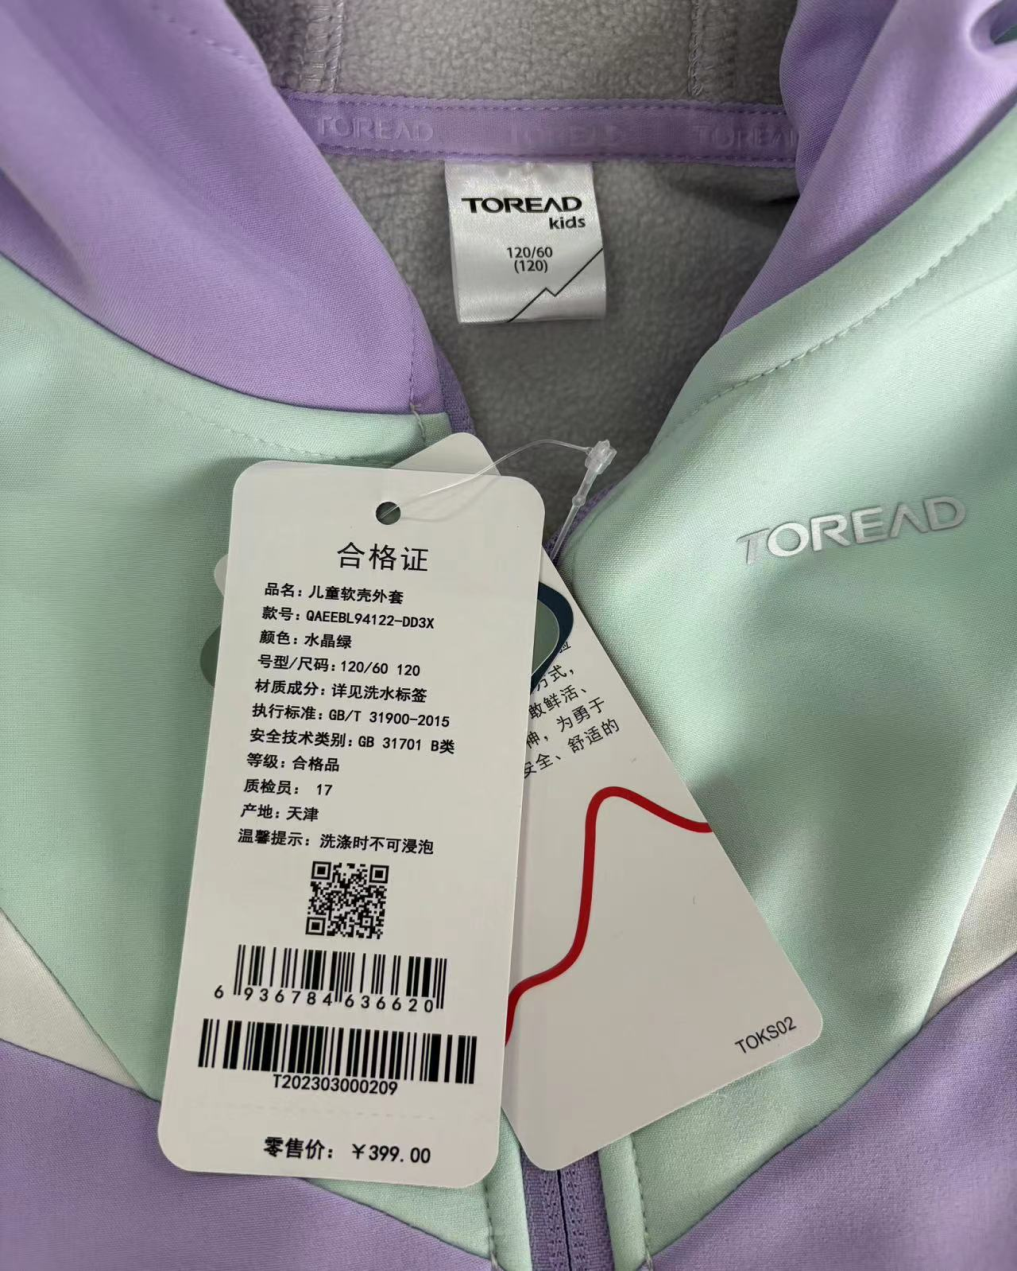 TOREAD
TOREAD
TOREAD
TOREAD
kids
120/60
(120)
TOREAD
合格证
品名：儿童软壳外套
款号：QAEEBL94122-DD3X
颜色：水晶绿
号型/尺码：120/60 120
材质成分：详见洗水标签
执行标准：GB/T 31900-2015
安全技术类别：GB 31701 B类
等级：合格品
质检员： 17
产地：天津
温馨提示：洗涤时不可浸泡
6 936784 636620
T202303000209
零售价：￥399.00
方式，
敢鲜活、
神，为勇于
安全、舒适的
TOKS02